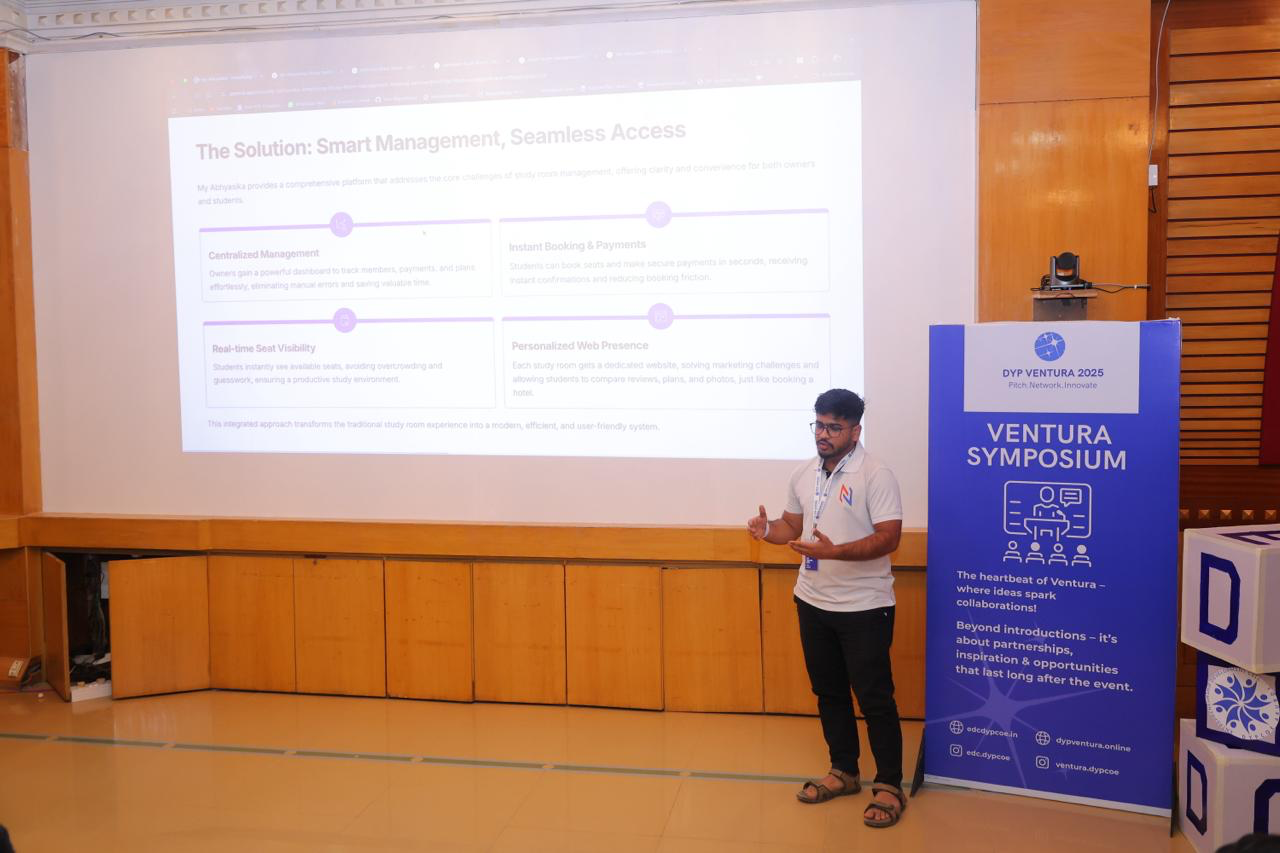 The Solution: Smart Management, Seamless Access
My Abhyasika provides a comprehensive platform that addresses the core challenges of study room management, offering clarity and convenience for both owners
and students.
Centralized Management
Owners gain a powerful dashboard to track members, payments, and plans
effortlessly, eliminating manual errors and saving valuable time.
Instant Booking & Payments
Students can book seats and make secure payments in seconds, receiving
instant confirmations and reducing booking friction.
Real-time Seat Visibility
Students instantly see available seats, avoiding overcrowding and
guesswork, ensuring a productive study environment.
Personalized Web Presence
Each study room gets a dedicated website, solving marketing challenges and
allowing students to compare reviews, plans, and photos, just like booking a
hotel.
This integrated approach transforms the traditional study room experience into a modern, efficient, and user-friendly system.
DYP VENTURA 2025
Pitch.Network.Innovate
VENTURA
SYMPOSIUM
The heartbeat of Ventura –
where ideas spark
collaborations!
Beyond introductions – it's
about partnerships,
inspiration & opportunities
that last long after the event.
edcdypcoe.in
dypventura.online
edc.dypcoe
ventura.dypcoe
D
D